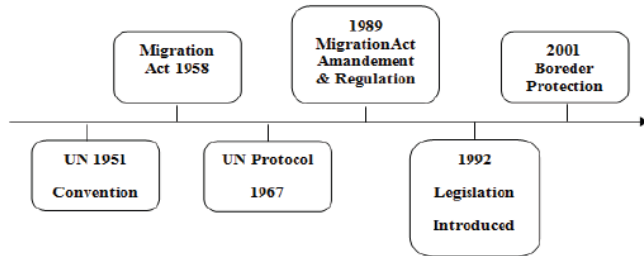 Migration
Act 1958
1989
MigrationAct
Amandement
& Regulation
2001
Boreder
Protection
UN 1951
Convention
UN Protocol
1967
1992
Legislation
Introduced